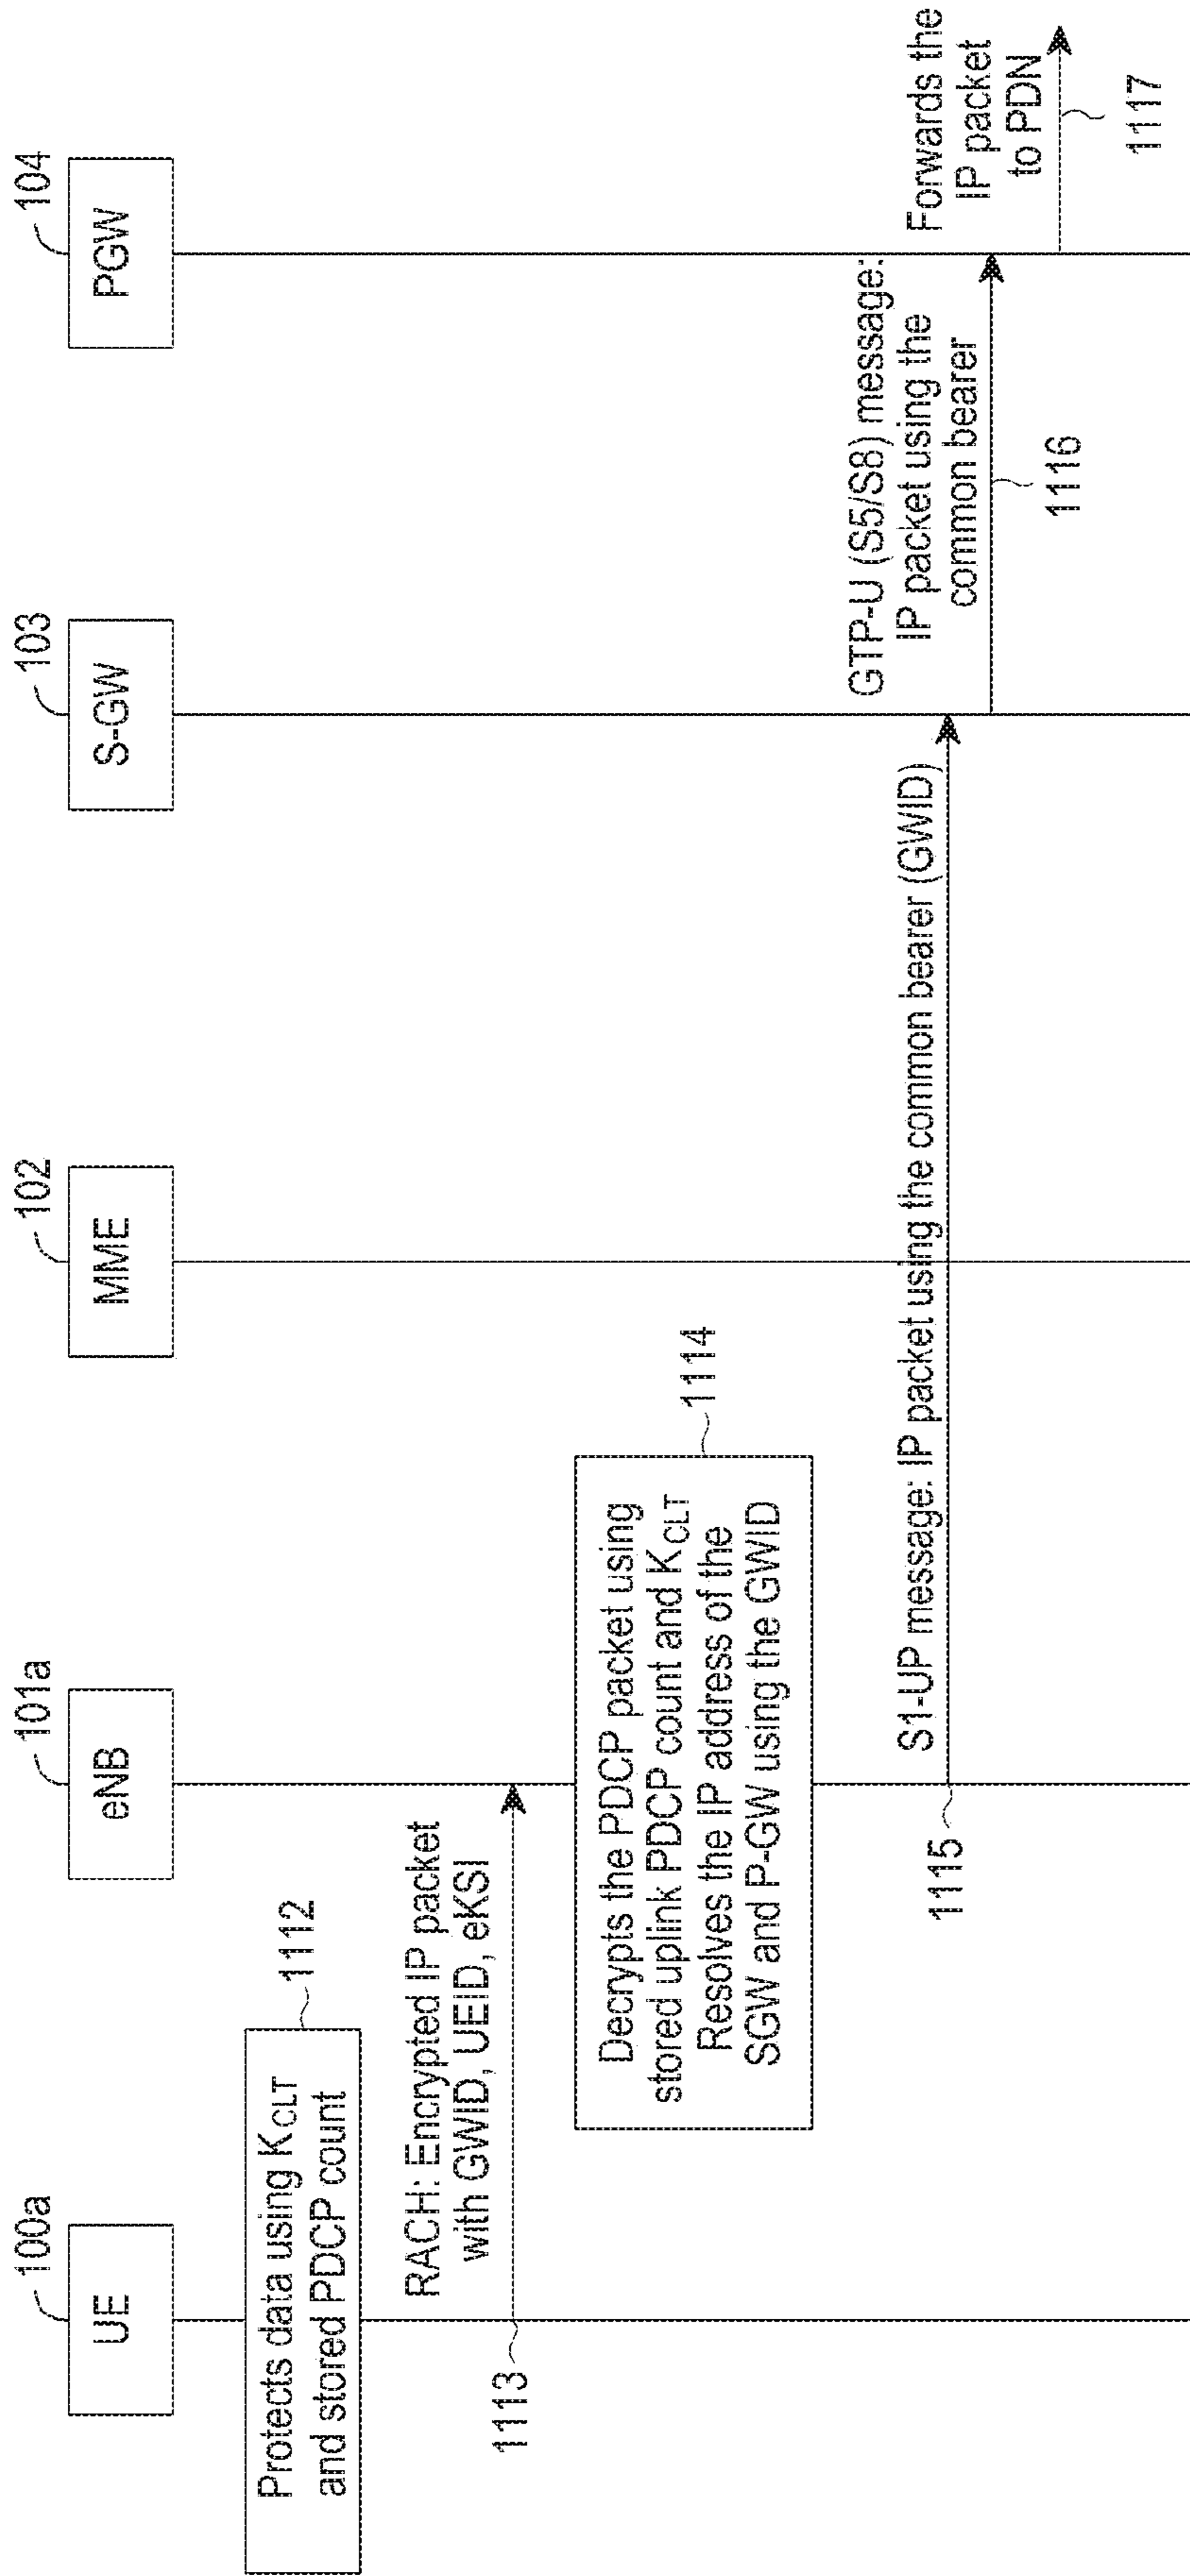 100a
UE
101a
eNB
102
MME
103
S-GW
104
PGW
Protects data using KCLT
and stored PDCP count
1112
RACH: Encrypted IP packet
with GWID, UEID, eKSI
1113
Decrypts the PDCP packet using
stored uplink PDCP count and KCLT
Resolves the IP address of the
SGW and P-GW using the GWID
1114
S1-UP message: IP packet using the common bearer (GWID)
1115
GTP-U (S5/S8) message:
IP packet using the
common bearer
1116
Forwards the
IP packet
to PDN
1117